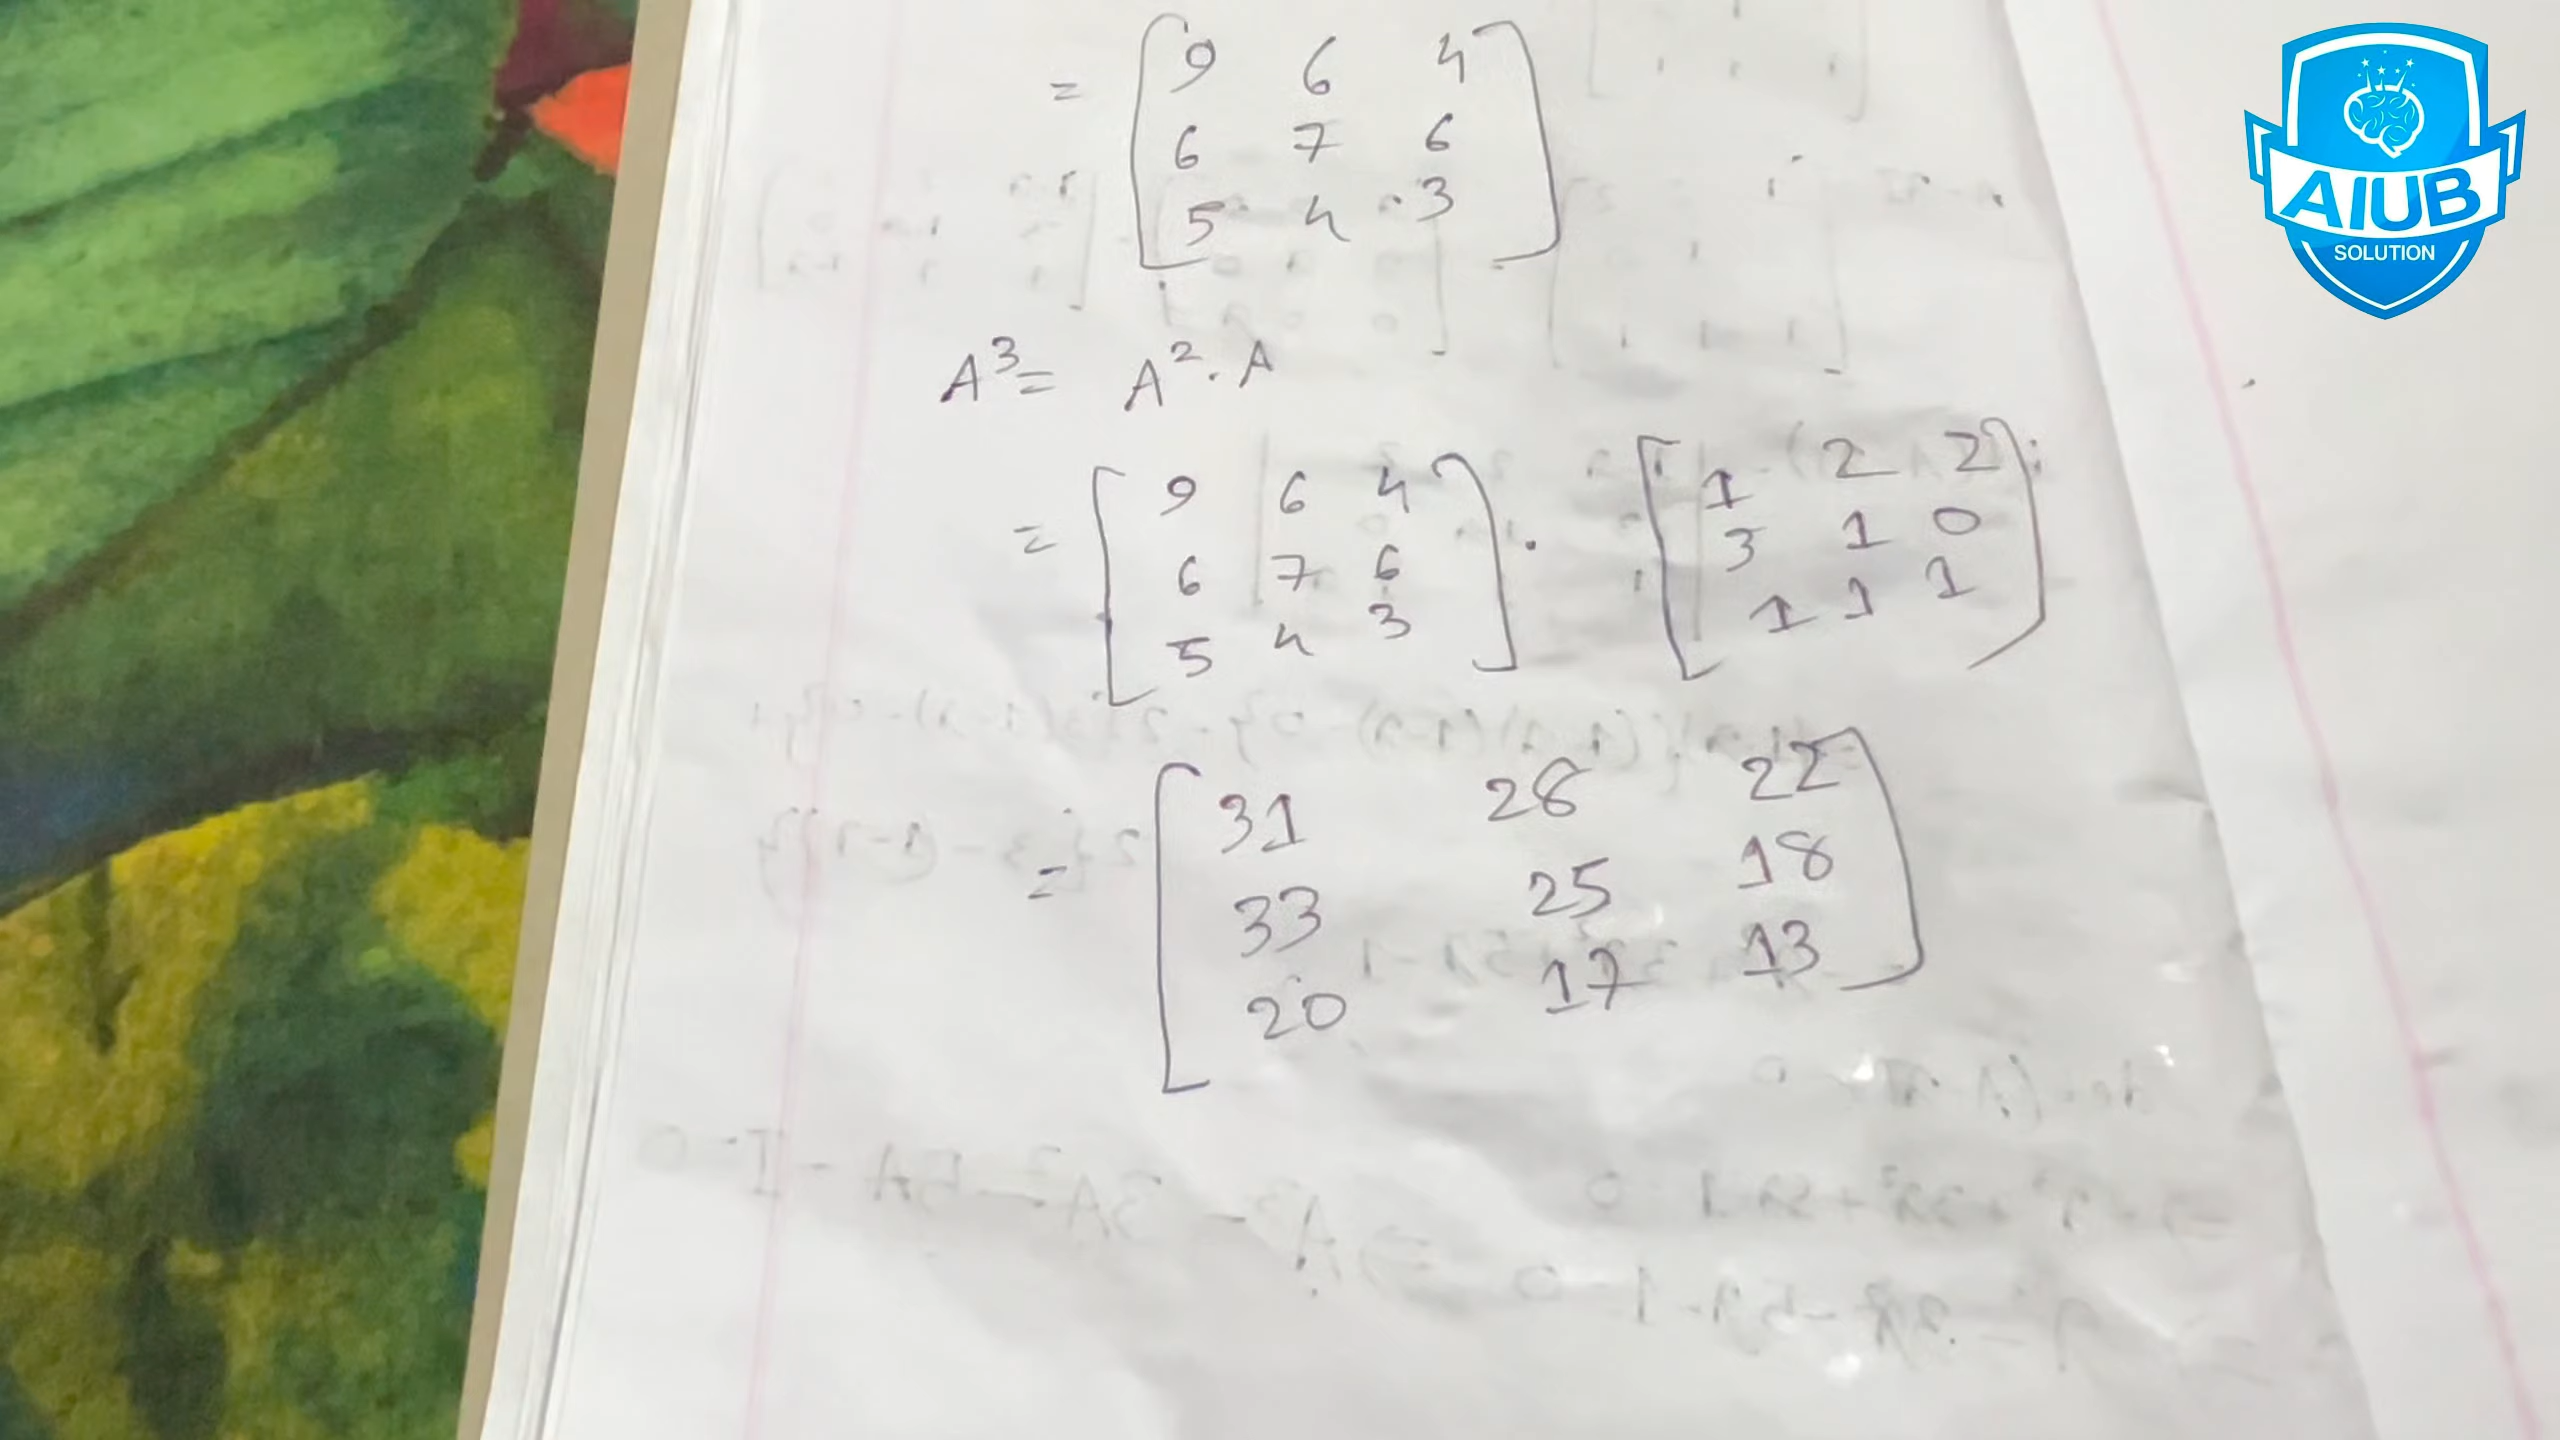 = [9 6 4
6 7 6
5 4 3]
A³ = A² . A
= [9 6 4
6 7 6
5 4 3] . [1 2 2
3 1 0
1 1 1]
= [31 28 22
33 25 18
20 17 13]
AIUB
SOLUTION